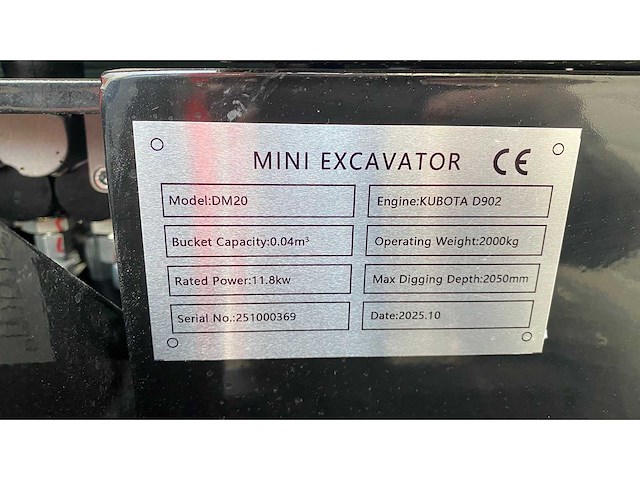 MINI EXCAVATOR CE
Model:DM20 Engine:KUBOTA D902
Bucket Capacity:0.04m³ Operating Weight:2000kg
Rated Power:11.8kw Max Digging Depth:2050mm
Serial No.:251000369 Date:2025.10